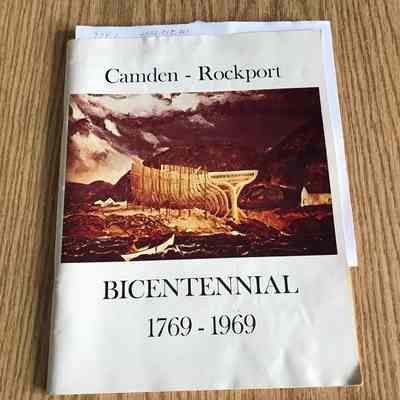 Camden - Rockport
BICENTENNIAL
1769 - 1969